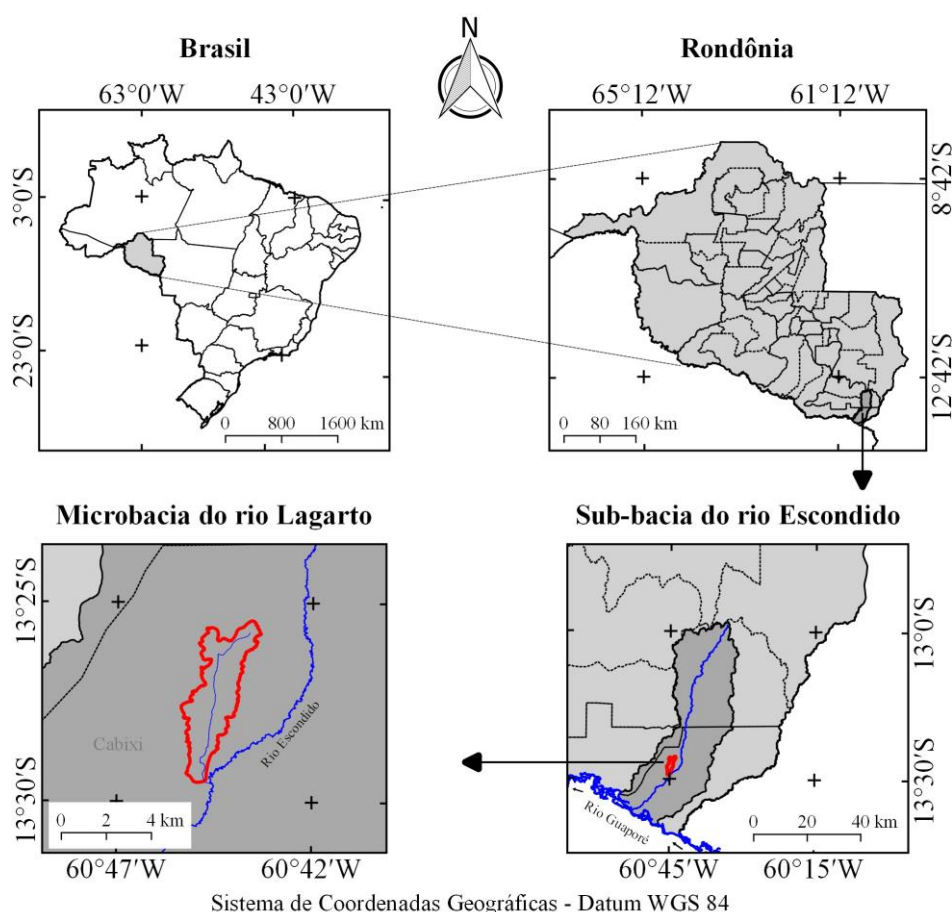 N
Brasil
63°0'W 43°0'W
3°0'S
23°0'S
0 800 1600 km
Rondônia
65°12'W 61°12'W
8°42'S
12°42'S
0 80 160 km
Microbacia do rio Lagarto
13°25'S
13°30'S
Cabixi
Rio Escondido
0 2 4 km
60°47'W 60°42'W
Sub-bacia do rio Escondido
13°0'S
13°30'S
Rio Guaporé
0 20 40 km
60°45'W 60°15'W
Sistema de Coordenadas Geográficas - Datum WGS 84